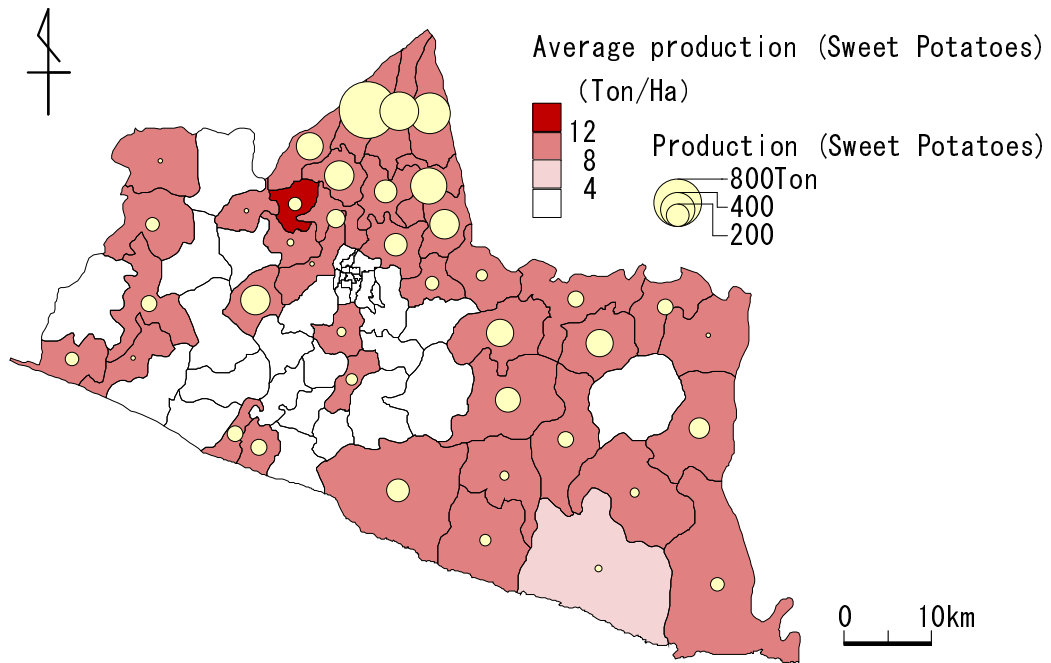 Average production (Sweet Potatoes)
(Ton/Ha)
12
8
4
Production (Sweet Potatoes)
800Ton
400
200
0 10km